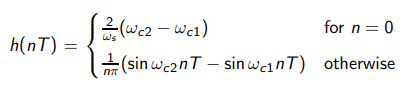 h(nT) = { 2/ωs (ωc2 − ωc1) for n = 0
1/nπ (sin ωc2nT − sin ωc1nT) otherwise